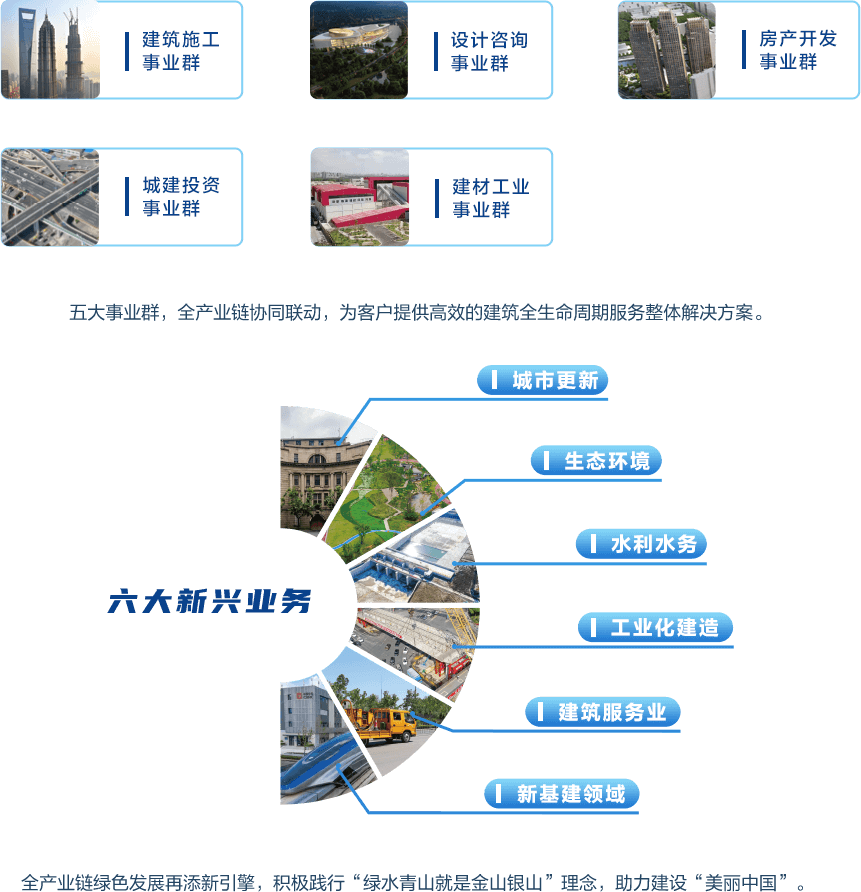 建筑施工
事业群
设计咨询
事业群
房产开发
事业群
城建投资
事业群
建材工业
事业群
五大事业群，全产业链协同联动，为客户提供高效的建筑全生命周期服务整体解决方案。
城市更新
生态环境
水利水务
六大新兴业务
工业化建造
建筑服务业
新基建领域
全产业链绿色发展再添新引擎，积极践行“绿水青山就是金山银山”理念，助力建设“美丽中国”。